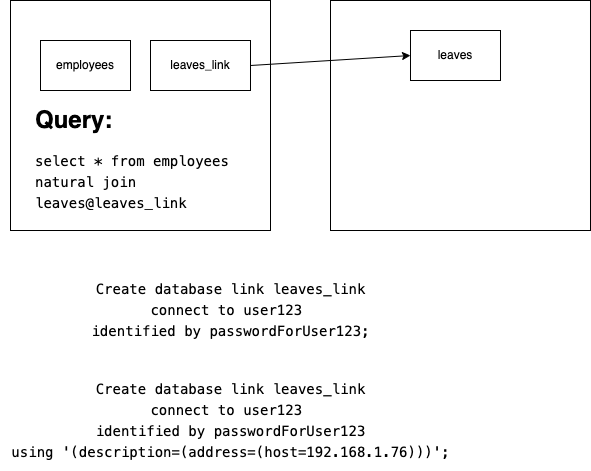 employees
leaves_link
leaves
Query:
select * from employees
natural join
leaves@leaves_link
Create database link leaves_link
connect to user123
identified by passwordForUser123;
Create database link leaves_link
connect to user123
identified by passwordForUser123
using '(description=(address=(host=192.168.1.76)))';